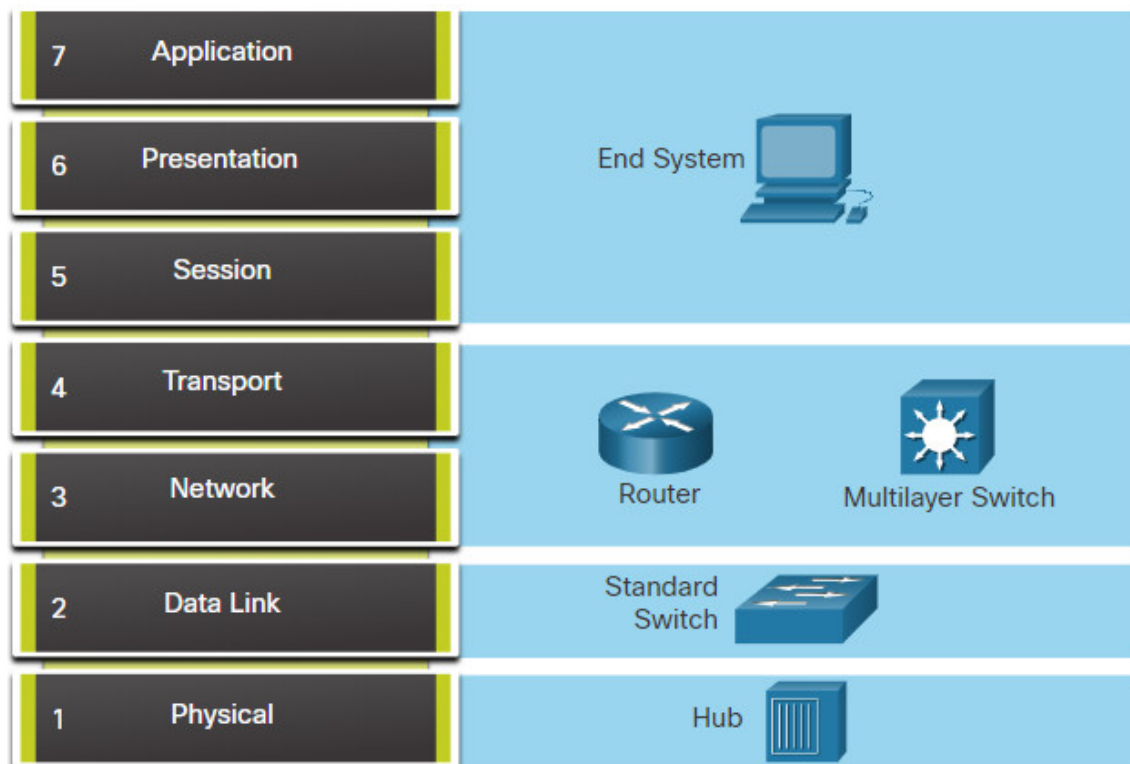 7 Application
6 Presentation
End System
5 Session
4 Transport
3 Network
Router
Multilayer Switch
2 Data Link
Standard
Switch
1 Physical
Hub